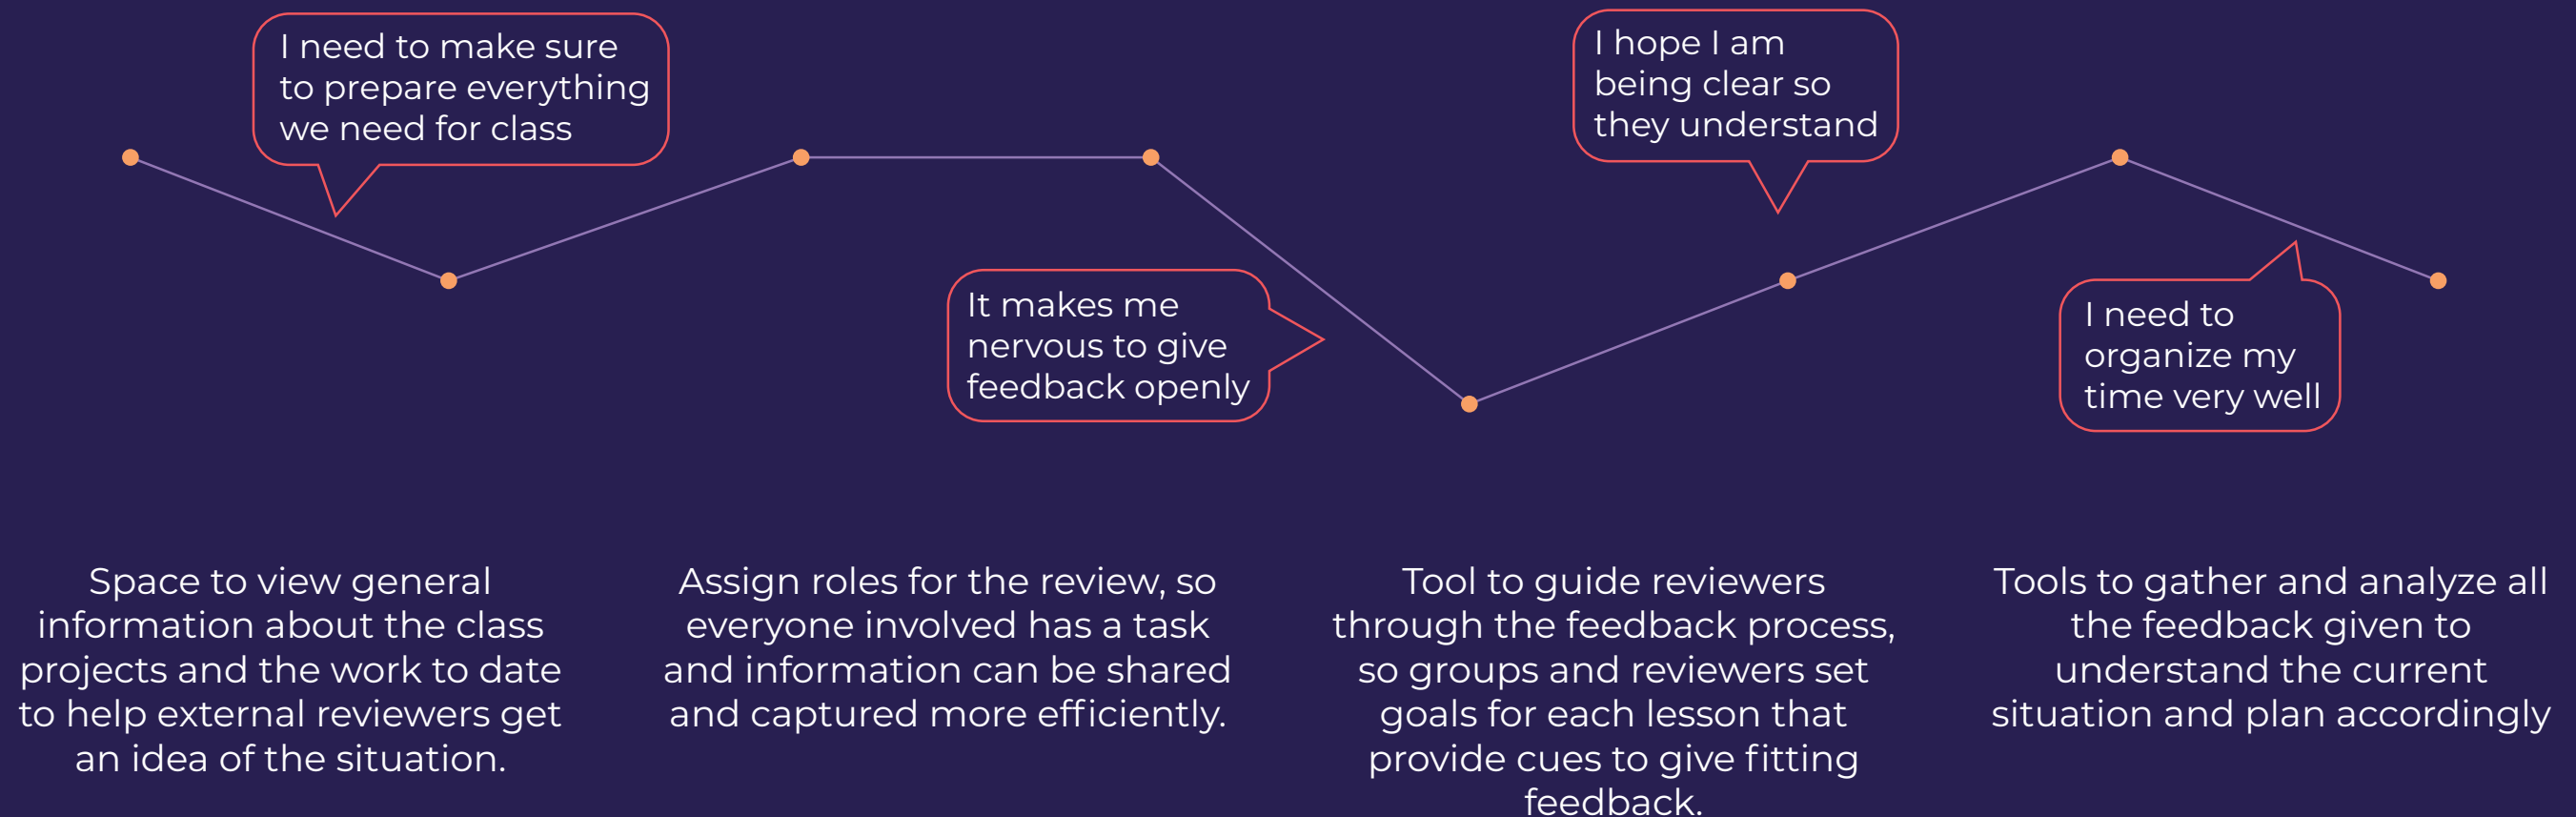 I need to make sure
to prepare everything
we need for class
I hope I am
being clear so
they understand
It makes me
nervous to give
feedback openly
I need to
organize my
time very well
Space to view general
information about the class
projects and the work to date
to help external reviewers get
an idea of the situation.
Assign roles for the review, so
everyone involved has a task
and information can be shared
and captured more efficiently.
Tool to guide reviewers
through the feedback process,
so groups and reviewers set
goals for each lesson that
provide cues to give fitting
feedback.
Tools to gather and analyze all
the feedback given to
understand the current
situation and plan accordingly